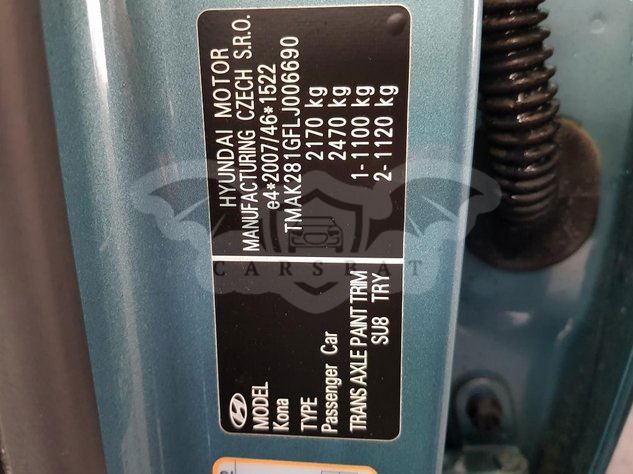 HYUNDAI MOTOR
MANUFACTURING CZECH S.R.O.
e4*2007/46*1522
TMAK281GFLJ006690
2170 kg
2470 kg
1-1100 kg
2-1120 kg
MODEL
Kona
TYPE
Passenger Car
TRANS AXLE PAINT TRIM
SU8 TRY
CARSBAT